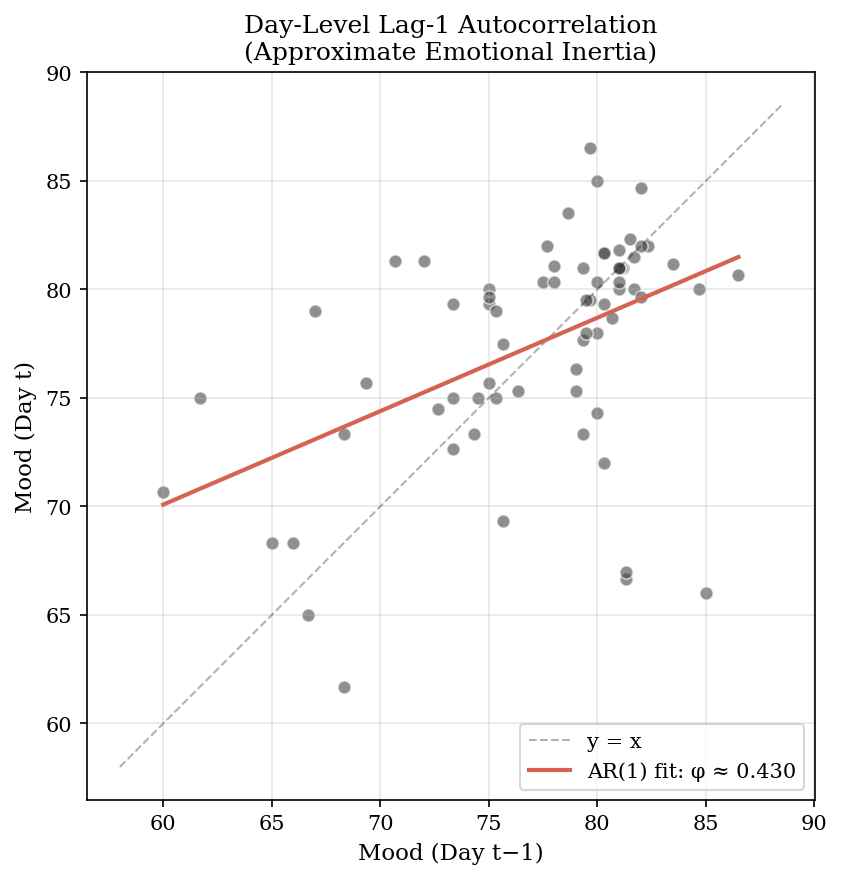 Day-Level Lag-1 Autocorrelation
(Approximate Emotional Inertia)
90
85
80
75
70
65
60
Mood (Day t)
60 65 70 75 80 85 90
Mood (Day t−1)
y = x
AR(1) fit: φ ≈ 0.430